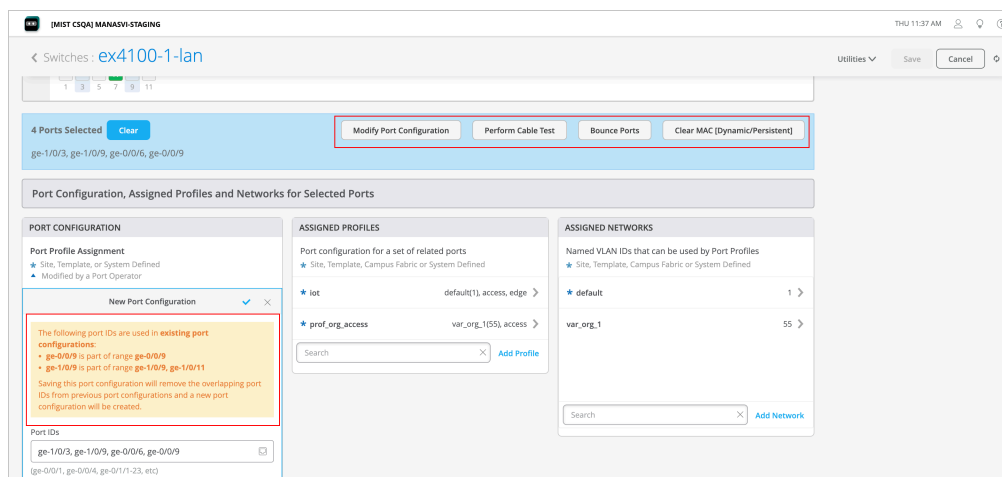 [MIST CSQA] MANASVI-STAGING
THU 11:37 AM
Switches : ex4100-1-lan
Utilities
Save
Cancel
1 3 5 7 9 11
4 Ports Selected
Clear
Modify Port Configuration
Perform Cable Test
Bounce Ports
Clear MAC [Dynamic/Persistent]
ge-1/0/3, ge-1/0/9, ge-0/0/6, ge-0/0/9
Port Configuration, Assigned Profiles and Networks for Selected Ports
PORT CONFIGURATION
Port Profile Assignment
★ Site, Template, or System Defined
▲ Modified by a Port Operator
New Port Configuration
The following port IDs are used in existing port
configurations:
• ge-0/0/9 is part of range ge-0/0/9
• ge-1/0/9 is part of range ge-1/0/9, ge-1/0/11
Saving this port configuration will remove the overlapping port
IDs from previous port configurations and a new port
configuration will be created.
Port IDs
ge-1/0/3, ge-1/0/9, ge-0/0/6, ge-0/0/9
(ge-0/0/1, ge-0/0/4, ge-0/1/1-23, etc)
ASSIGNED PROFILES
Port configuration for a set of related ports
★ Site, Template, Campus Fabric or System Defined
★ iot default(1), access, edge
★ prof_org_access var_org_1(55), access
Search
Add Profile
ASSIGNED NETWORKS
Named VLAN IDs that can be used by Port Profiles
★ Site, Template, Campus Fabric or System Defined
★ default 1
var_org_1 55
Search
Add Network